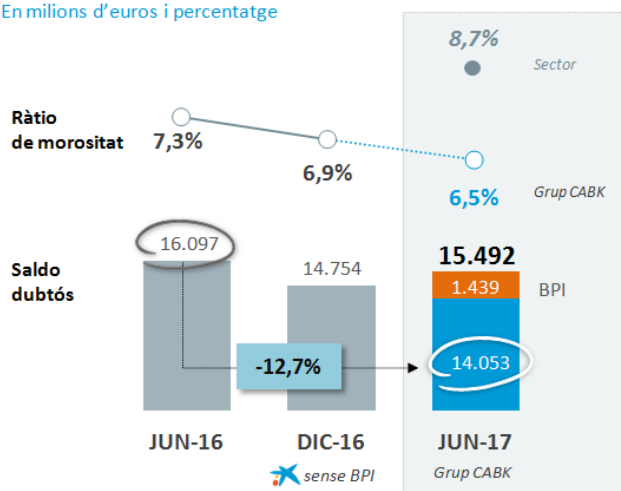 En milions d'euros i percentatge
8,7%
Sector
Ràtio
de morositat
7,3%
6,9%
6,5%
Grup CABK
Saldo
dubtós
16.097
14.754
15.492
1.439
BPI
-12,7%
14.053
JUN-16
DIC-16
JUN-17
sense BPI
Grup CABK